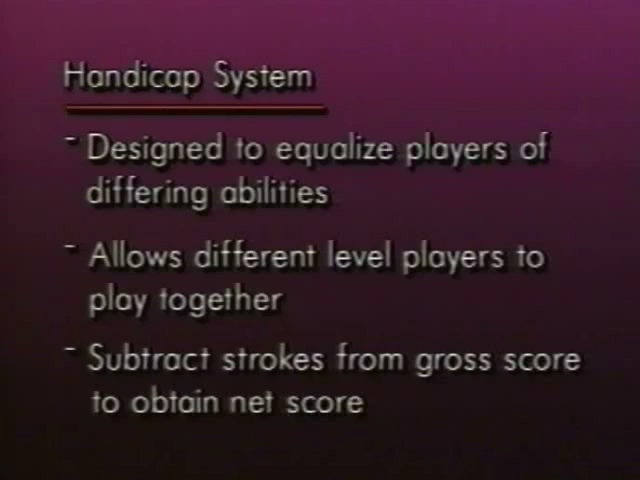 Handicap System
- Designed to equalize players of
differing abilities
- Allows different level players to
play together
- Subtract strokes from gross score
to obtain net score